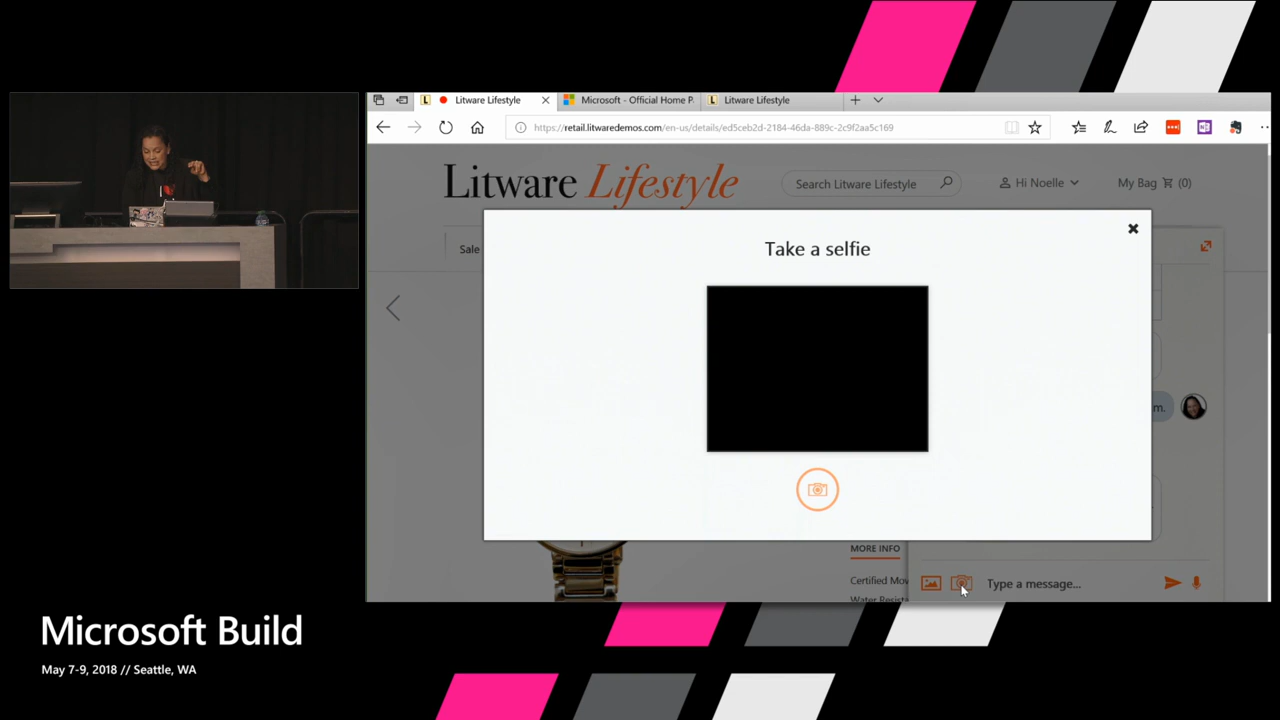 Litware Lifestyle
Microsoft - Official Home P
Litware Lifestyle
https://retail.litwaredemos.com/en-us/details/ed5ceb2d-2184-46da-889c-2c9f2aa5c169
Litware Lifestyle
Search Litware Lifestyle
Hi Noelle
My Bag (0)
Sale
Take a selfie
m.
MORE INFO
Certified Mov
Water Resist
Type a message...
Microsoft Build
May 7-9, 2018 // Seattle, WA